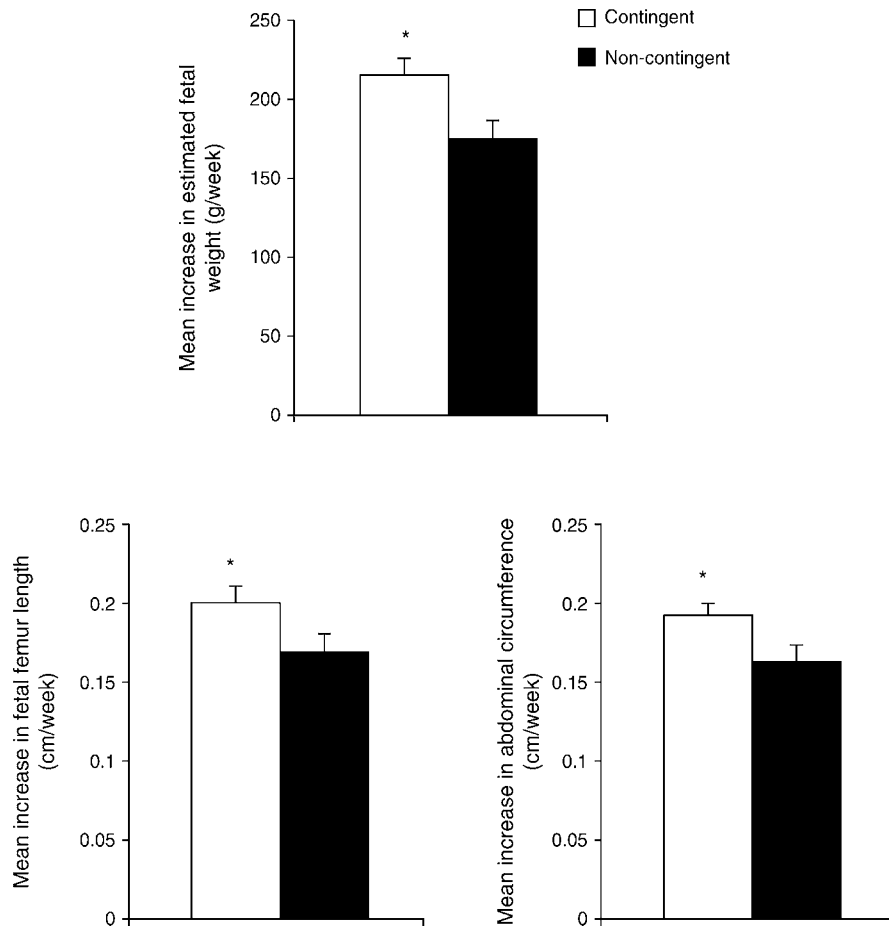 Contingent
Non-contingent
*
250
200
150
100
50
0
Mean increase in estimated fetal
weight (g/week)
*
0.25
0.2
0.15
0.1
0.05
0
Mean increase in fetal femur length
(cm/week)
*
0.25
0.2
0.15
0.1
0.05
0
Mean increase in abdominal circumference
(cm/week)